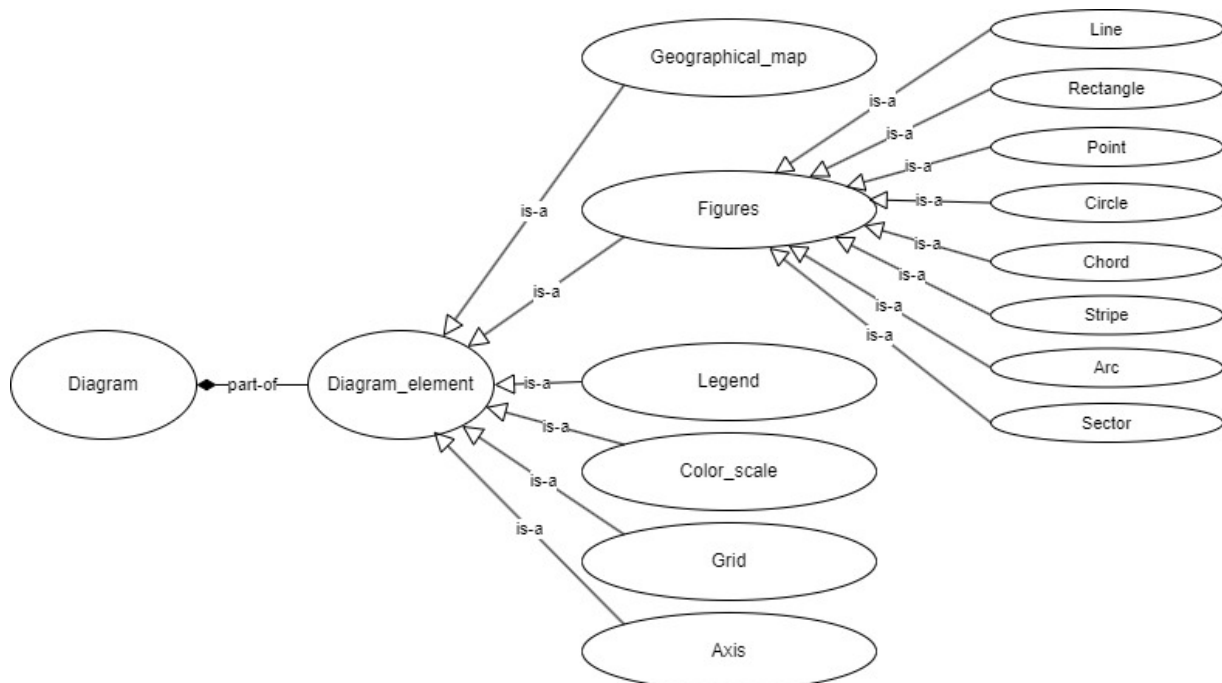 Line
Geographical_map
is-a
Rectangle
is-a
Point
is-a
Figures
is-a
Circle
is-a
is-a
Chord
is-a
is-a
Stripe
is-a
is-a
Arc
Diagram
part-of
Diagram_element
is-a
Legend
Sector
is-a
Color_scale
is-a
is-a
Grid
Axis